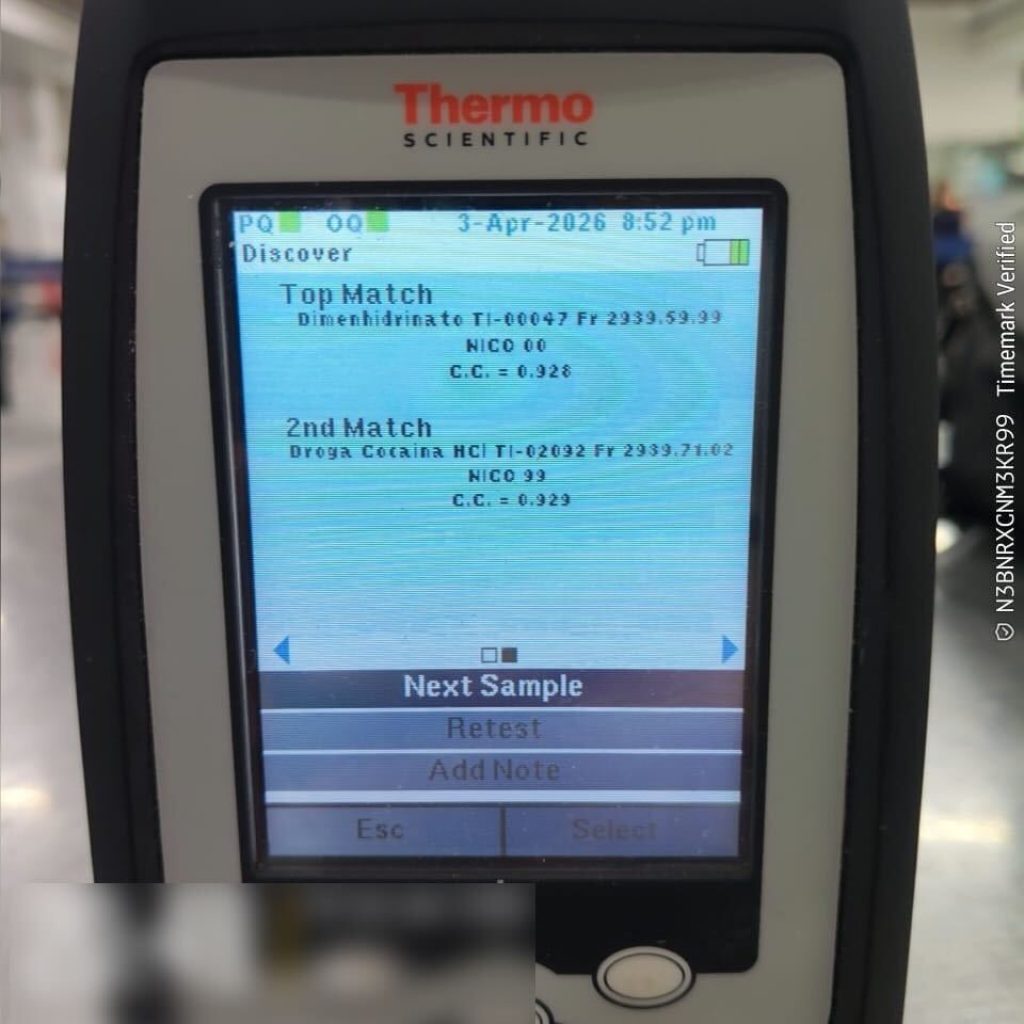 Thermo
SCIENTIFIC
PQ OQ 3-Apr-2026 8:52 pm
Discover
Top Match
Dimenhidrinato TI-00047 Fr 2939.59.99
NICO 00
C.C. = 0.928
2nd Match
Droga Cocaina HCl TI-02092 Fr 2939.71.02
NICO 99
C.C. = 0.929
Next Sample
Retest
Add Note
Esc Select
N3BNRXCNM3KR99 Timemark Verified